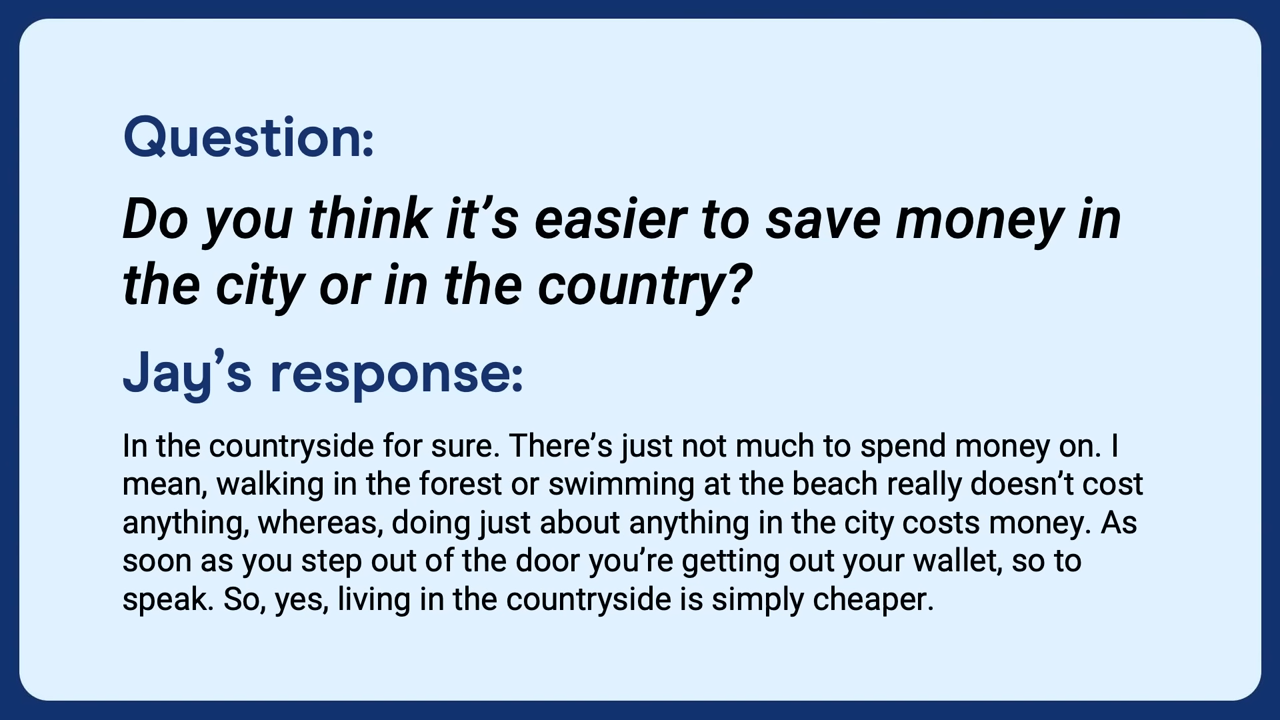 Question:
Do you think it’s easier to save money in
the city or in the country?
Jay’s response:
In the countryside for sure. There’s just not much to spend money on. I
mean, walking in the forest or swimming at the beach really doesn’t cost
anything, whereas, doing just about anything in the city costs money. As
soon as you step out of the door you’re getting out your wallet, so to
speak. So, yes, living in the countryside is simply cheaper.